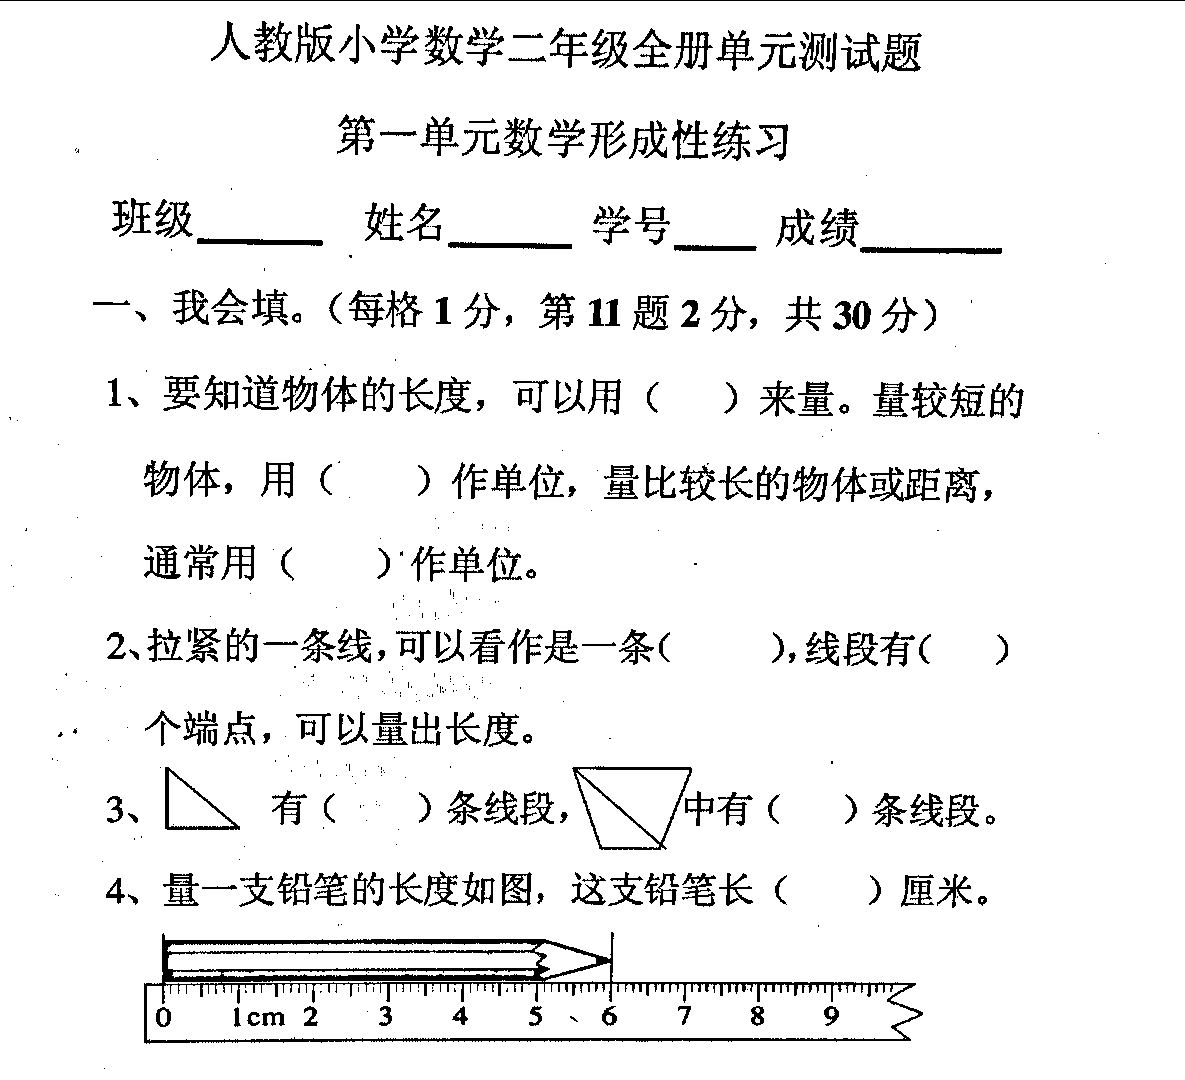 人教版小学数学二年级全册单元测试题
第一单元数学形成性练习
班级______ 姓名______ 学号____ 成绩______
一、我会填。（每格1分，第11题2分，共30分）
1、要知道物体的长度，可以用（ ）来量。量较短的
物体，用（ ）作单位，量比较长的物体或距离，
通常用（ ）作单位。
2、拉紧的一条线，可以看作是一条( )，线段有( )
个端点，可以量出长度。
3、 有（ ）条线段， 中有（ ）条线段。
4、量一支铅笔的长度如图，这支铅笔长（ ）厘米。
0 1cm 2 3 4 5 6 7 8 9